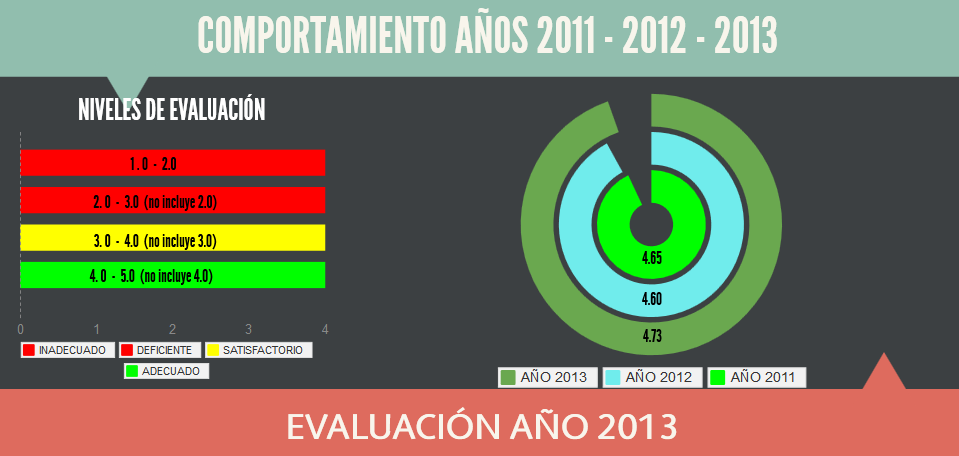 COMPORTAMIENTO AÑOS 2011 - 2012 - 2013
NIVELES DE EVALUACIÓN
1. 0 - 2.0
2. 0 - 3.0 (no incluye 2.0)
3. 0 - 4.0 (no incluye 3.0)
4. 0 - 5.0 (no incluye 4.0)
0 1 2 3 4
INADECUADO DEFICIENTE SATISFACTORIO
ADECUADO
4.65
4.60
4.73
AÑO 2013 AÑO 2012 AÑO 2011
EVALUACIÓN AÑO 2013